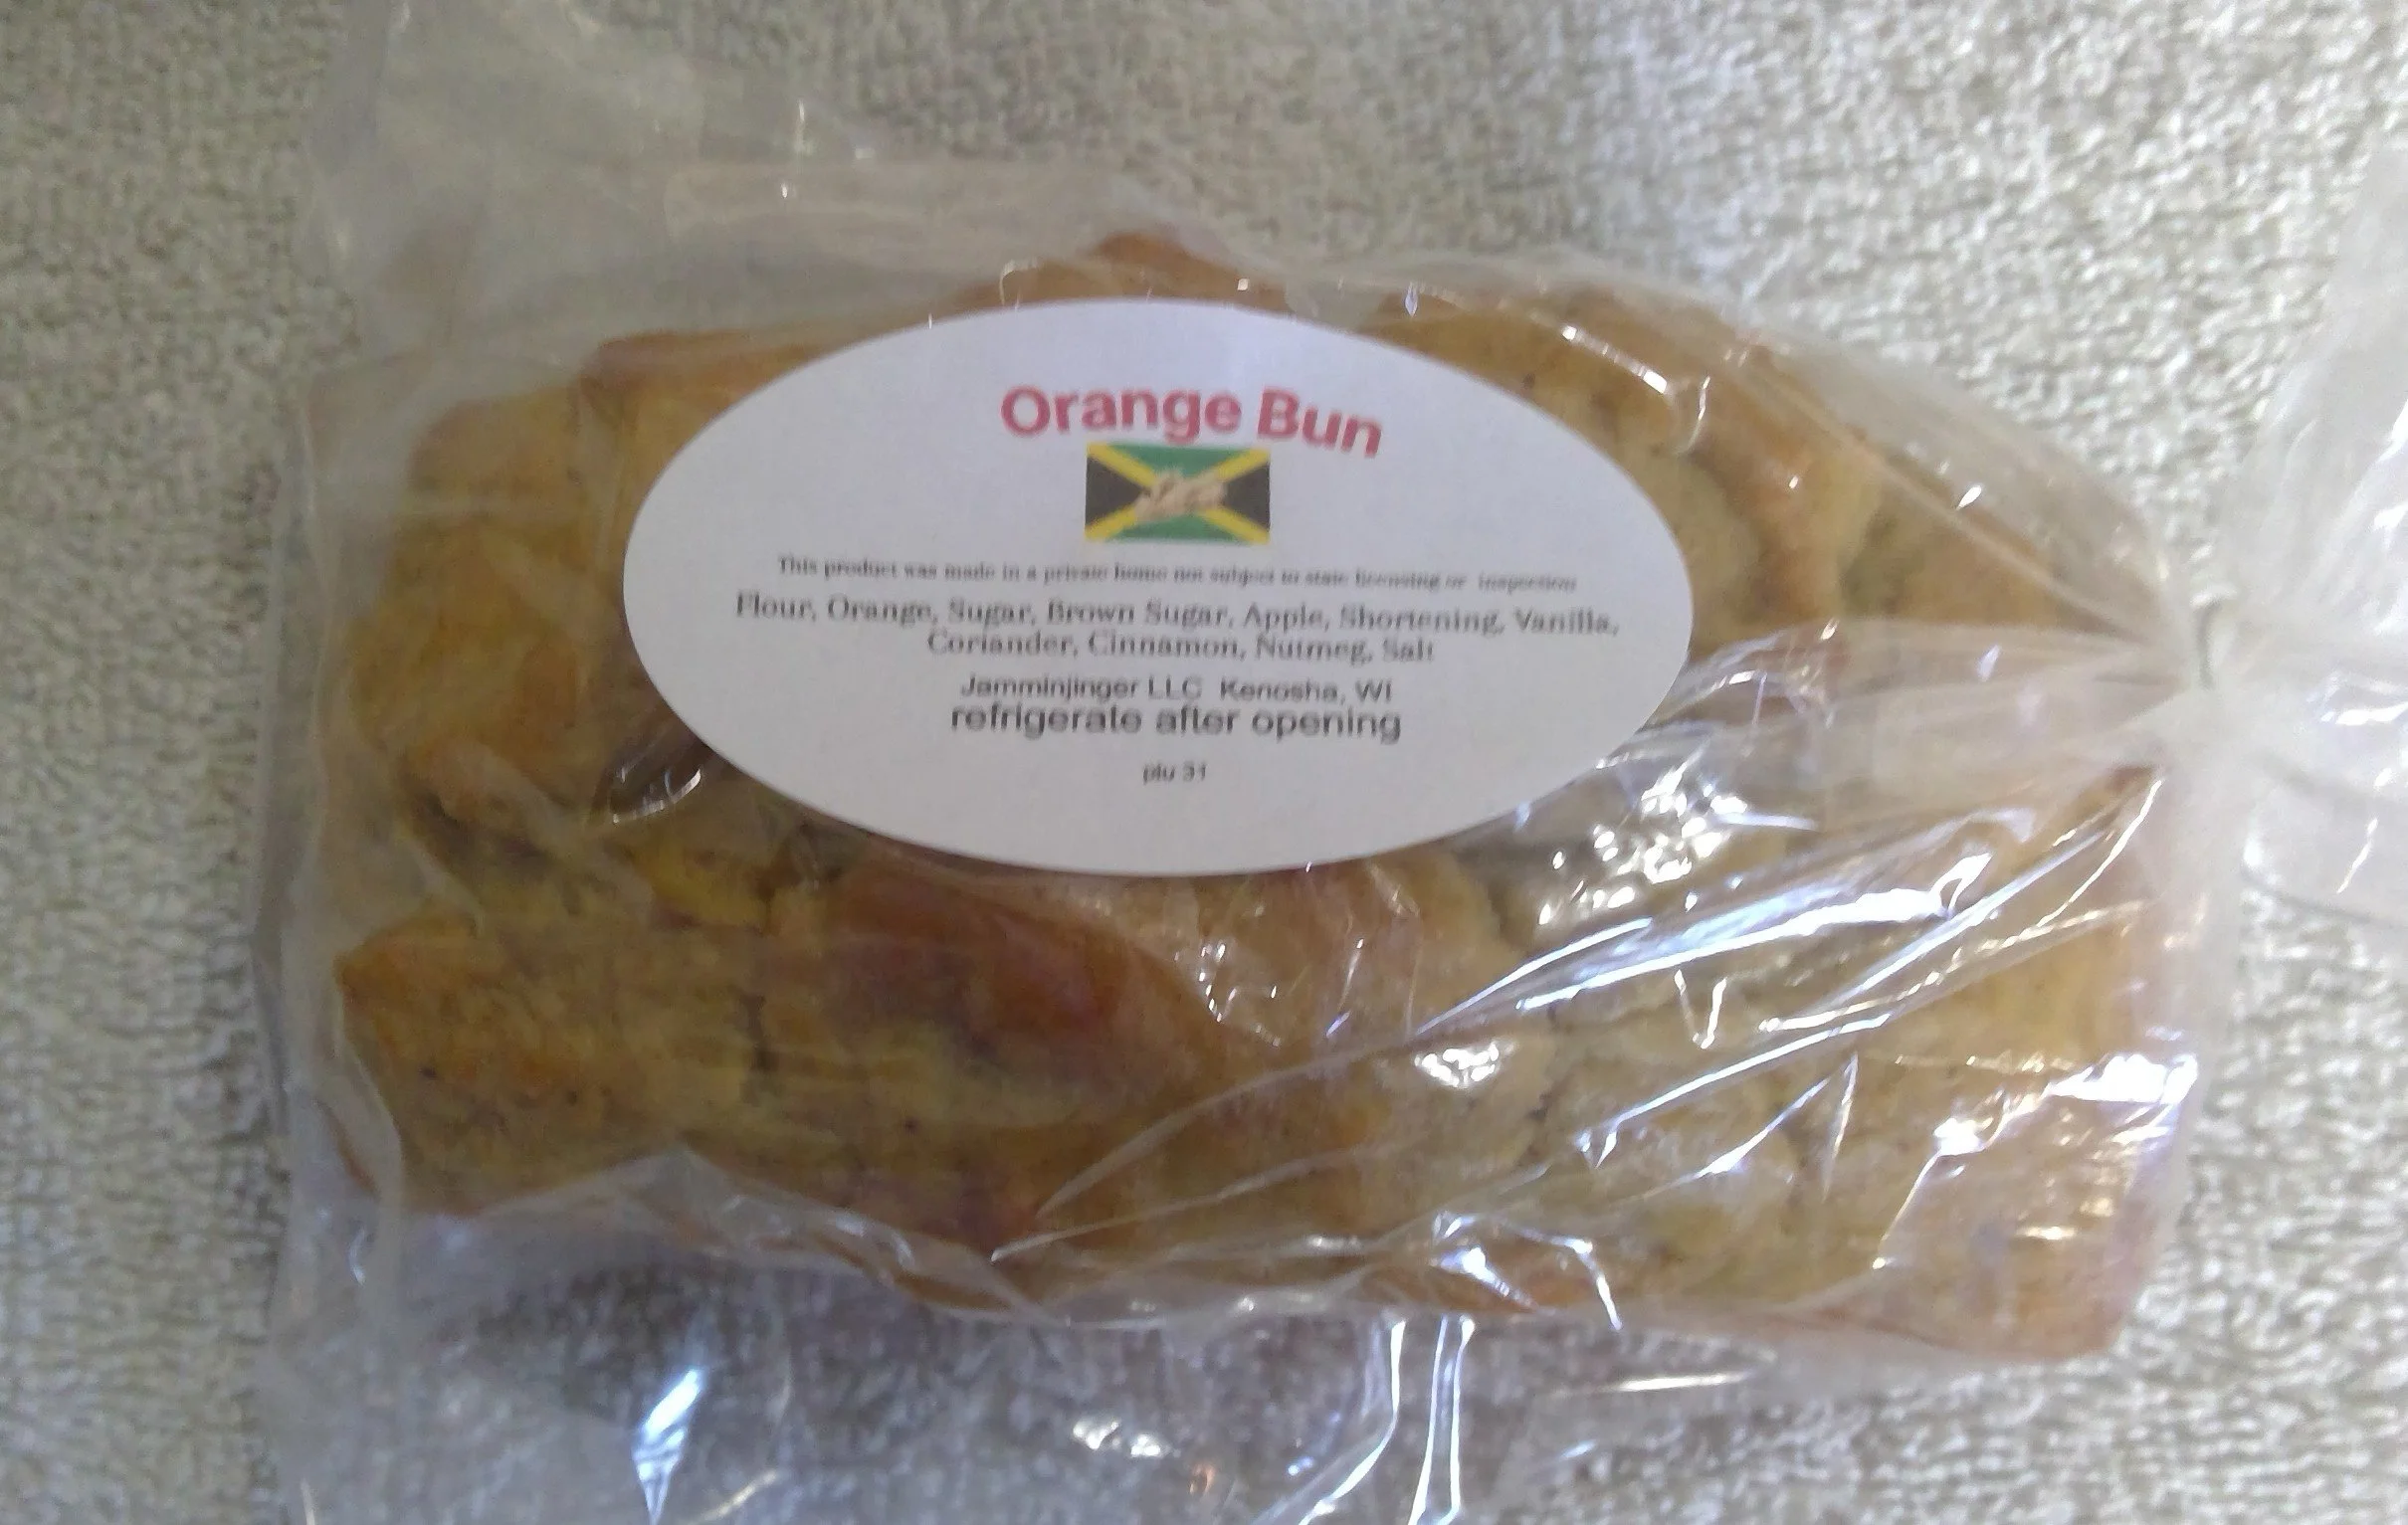 Orange Bun
This product was made in a private home not subject to state licensing or inspection
Flour, Orange, Sugar, Brown Sugar, Apple, Shortening, Vanilla,
Coriander, Cinnamon, Nutmeg, Salt
Jamminjinger LLC Kenosha, WI
refrigerate after opening
plu 31